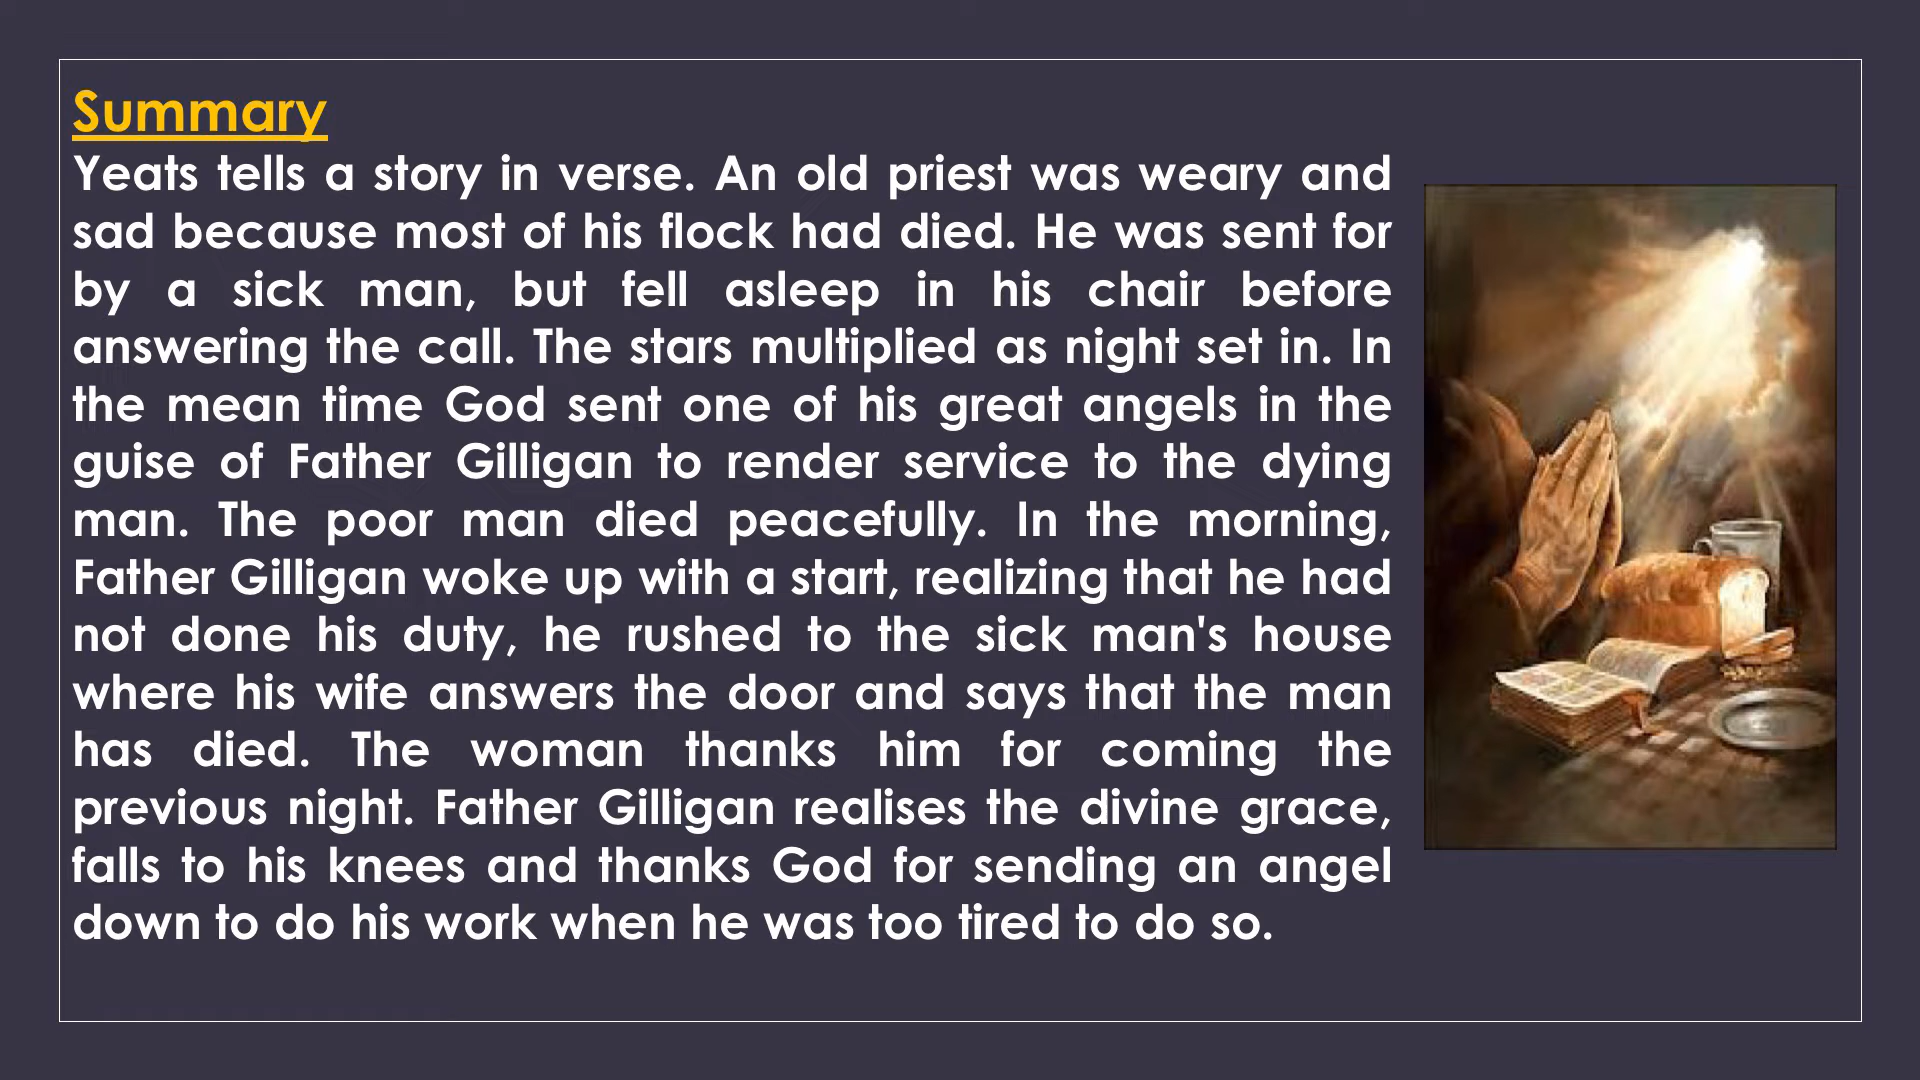 Summary
Yeats tells a story in verse. An old priest was weary and
sad because most of his flock had died. He was sent for
by a sick man, but fell asleep in his chair before
answering the call. The stars multiplied as night set in. In
the mean time God sent one of his great angels in the
guise of Father Gilligan to render service to the dying
man. The poor man died peacefully. In the morning,
Father Gilligan woke up with a start, realizing that he had
not done his duty, he rushed to the sick man's house
where his wife answers the door and says that the man
has died. The woman thanks him for coming the
previous night. Father Gilligan realises the divine grace,
falls to his knees and thanks God for sending an angel
down to do his work when he was too tired to do so.